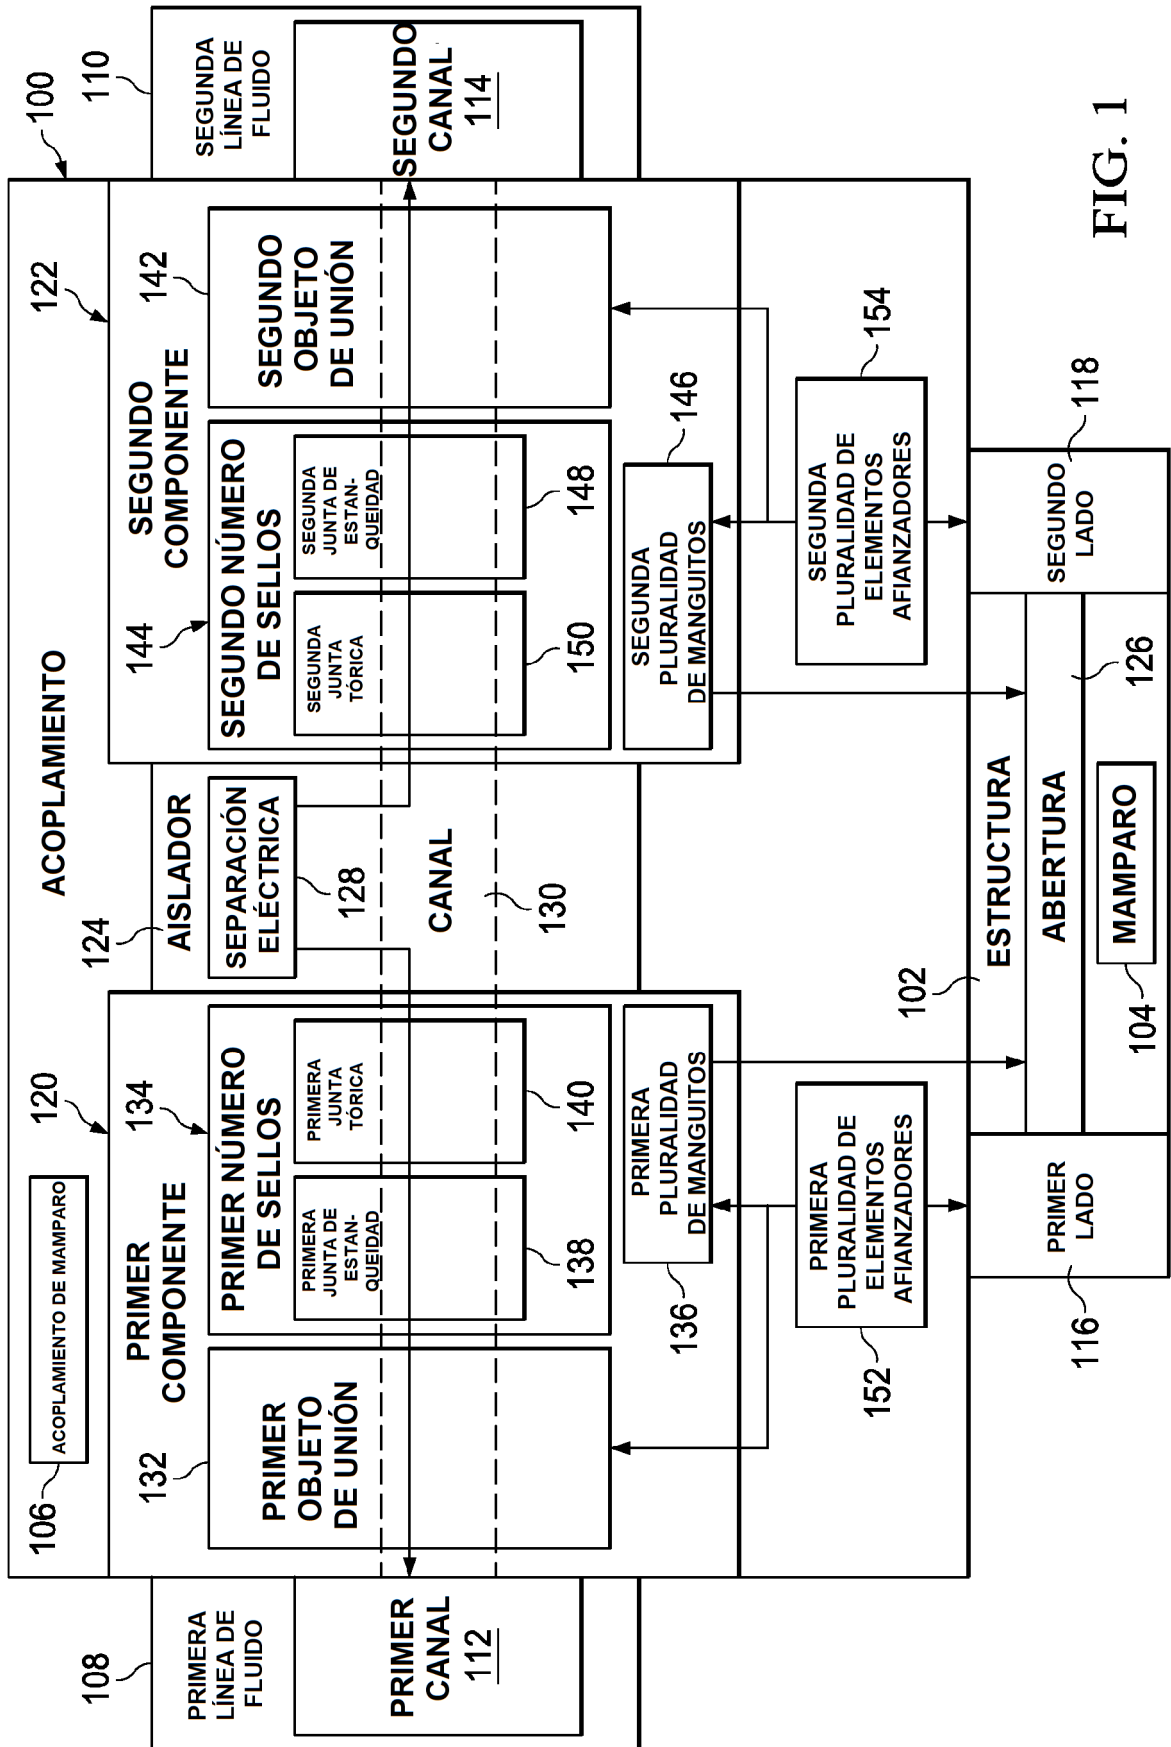 100
ACOPLAMIENTO
106
ACOPLAMIENTO DE MAMPARO
108
PRIMERA
LÍNEA DE
FLUIDO
PRIMER
CANAL
112
120
PRIMER
COMPONENTE
132
PRIMER
OBJETO
DE UNIÓN
134
PRIMER NÚMERO
DE SELLOS
PRIMERA
JUNTA DE
ESTAN-
QUEIDAD
138
PRIMERA
JUNTA
TÓRICA
140
PRIMERA
PLURALIDAD
DE MANGUITOS
136
124
AISLADOR
SEPARACIÓN
ELÉCTRICA
128
CANAL
130
122
SEGUNDO
COMPONENTE
144
SEGUNDO NÚMERO
DE SELLOS
SEGUNDA
JUNTA
TÓRICA
150
SEGUNDA
JUNTA DE
ESTAN-
QUEIDAD
148
142
SEGUNDO
OBJETO
DE UNIÓN
SEGUNDA
PLURALIDAD
DE MANGUITOS
146
110
SEGUNDA
LÍNEA DE
FLUIDO
SEGUNDO
CANAL
114
PRIMERA
PLURALIDAD DE
ELEMENTOS
AFIANZADORES
152
SEGUNDA
PLURALIDAD DE
ELEMENTOS
AFIANZADORES
154
116
PRIMER
LADO
102
ESTRUCTURA
ABERTURA
126
104
MAMPARO
SEGUNDO
LADO
118
FIG. 1